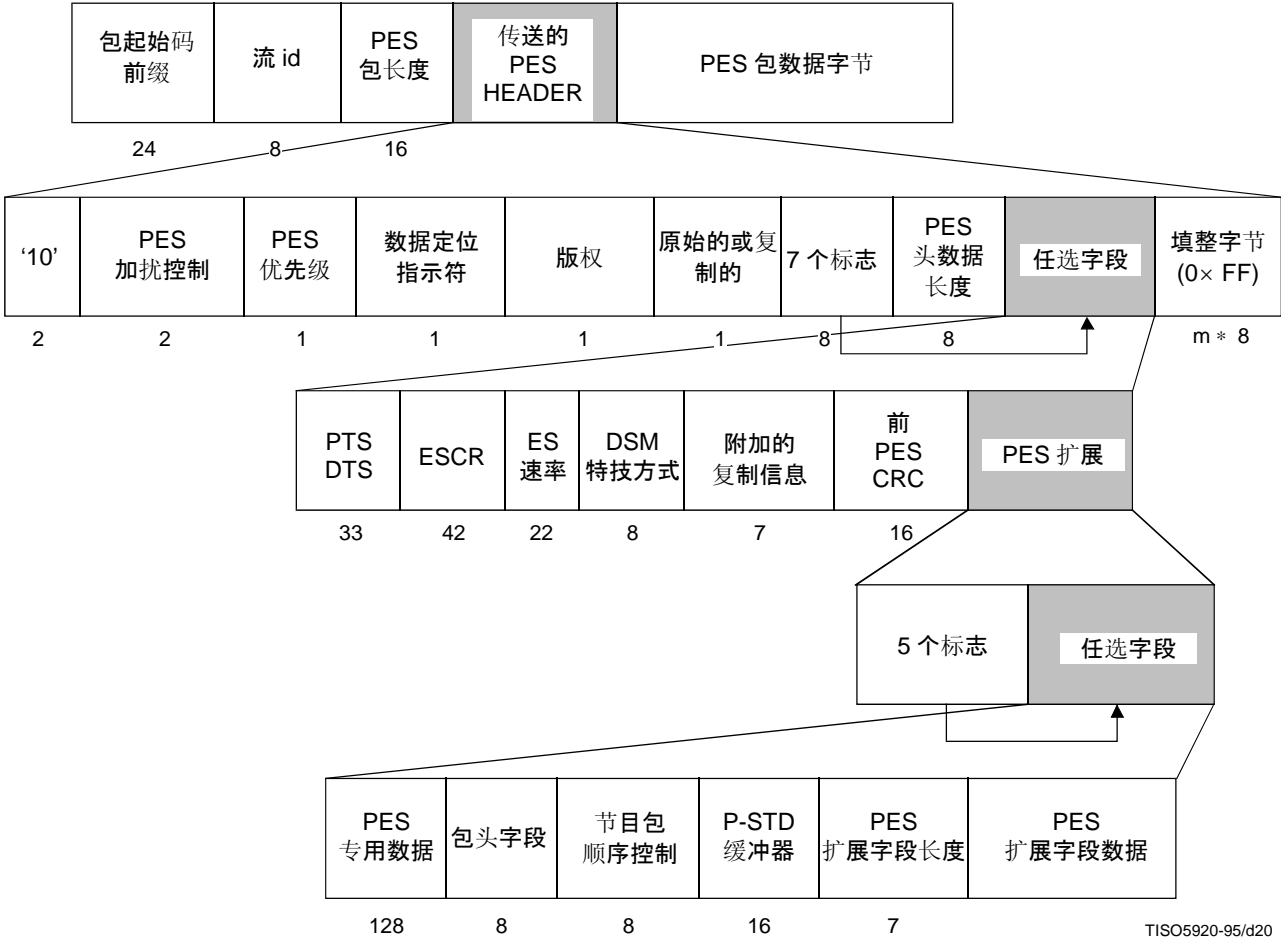 包起始码
前缀
流 id
PES
包长度
传送的
PES
HEADER
PES 包数据字节
24
8
16
‘10’
PES
加扰控制
PES
优先级
数据定位
指示符
版权
原始的或复
制的
7 个标志
PES
头数据
长度
任选字段
填整字节
(0× FF)
2
2
1
1
1
1
8
8
m * 8
PTS
DTS
ESCR
ES
速率
DSM
特技方式
附加的
复制信息
前
PES
CRC
PES 扩展
33
42
22
8
7
16
5 个标志
任选字段
PES
专用数据
包头字段
节目包
顺序控制
P-STD
缓冲器
PES
扩展字段长度
PES
扩展字段数据
128
8
8
16
7
TISO5920-95/d20